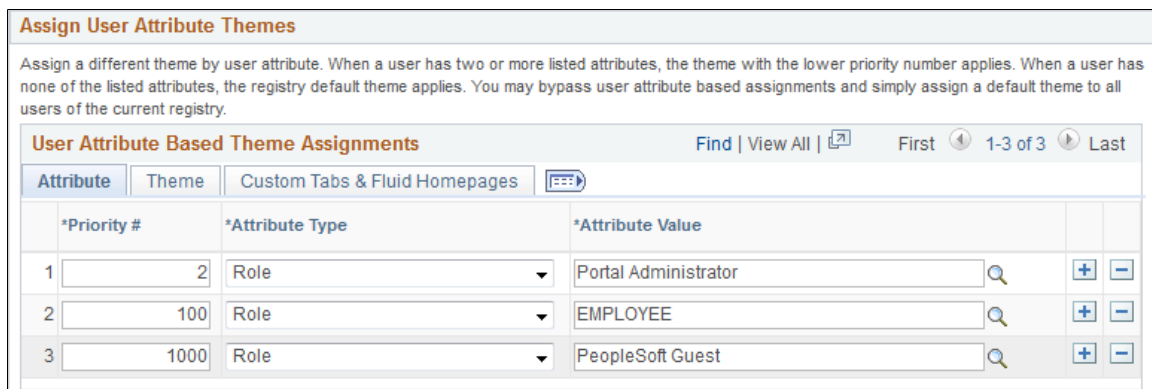 Assign User Attribute Themes
Assign a different theme by user attribute. When a user has two or more listed attributes, the theme with the lower priority number applies. When a user has
none of the listed attributes, the registry default theme applies. You may bypass user attribute based assignments and simply assign a default theme to all
users of the current registry.
User Attribute Based Theme Assignments Find | View All | First 1-3 of 3 Last
Attribute Theme Custom Tabs & Fluid Homepages
*Priority # *Attribute Type *Attribute Value
1 2 Role Portal Administrator
2 100 Role EMPLOYEE
3 1000 Role PeopleSoft Guest